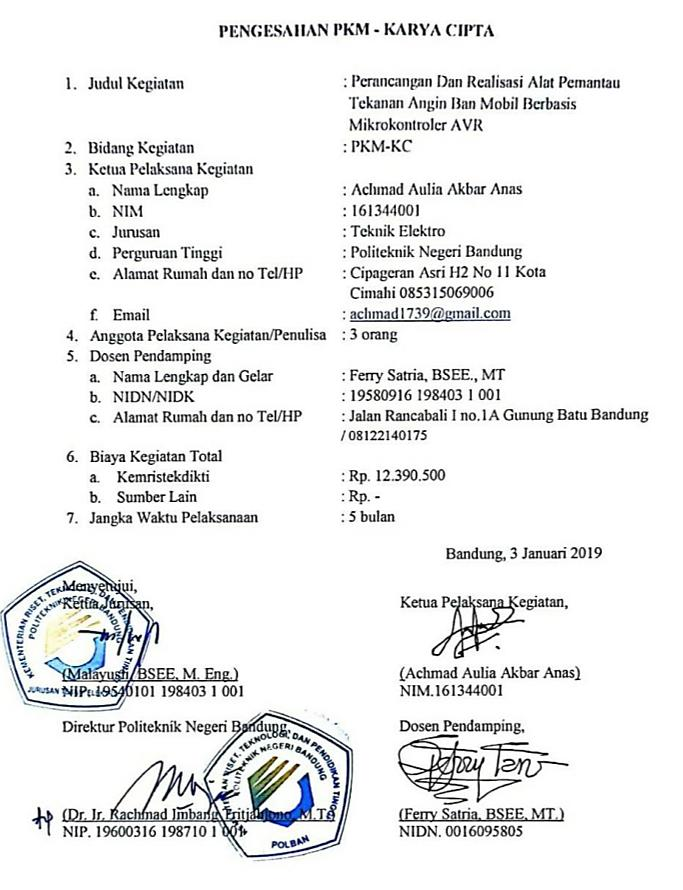 PENGESAHAN PKM - KARYA CIPTA
1. Judul Kegiatan : Perancangan Dan Realisasi Alat Pemantau
Tekanan Angin Ban Mobil Berbasis
Mikrokontroler AVR
2. Bidang Kegiatan : PKM-KC
3. Ketua Pelaksana Kegiatan
a. Nama Lengkap : Achmad Aulia Akbar Anas
b. NIM : 161344001
c. Jurusan : Teknik Elektro
d. Perguruan Tinggi : Politeknik Negeri Bandung
e. Alamat Rumah dan no Tel/HP : Cipageran Asri H2 No 11 Kota
Cimahi 085315069006
f. Email : achmad1739@gmail.com
4. Anggota Pelaksana Kegiatan/Penulisa : 3 orang
5. Dosen Pendamping
a. Nama Lengkap dan Gelar : Ferry Satria, BSEE., MT
b. NIDN/NIDK : 19580916 198403 1 001
c. Alamat Rumah dan no Tel/HP : Jalan Rancabali I no.1A Gunung Batu Bandung
/ 08122140175
6. Biaya Kegiatan Total
a. Kemristekdikti : Rp. 12.390.500
b. Sumber Lain : Rp. -
7. Jangka Waktu Pelaksanaan : 5 bulan
Bandung, 3 Januari 2019
Menyetujui,
Ketua Jurusan, Ketua Pelaksana Kegiatan,
KEMENTERIAN RISET, TEKNOLOGI, DAN PENDIDIKAN TINGGI
POLITEKNIK NEGERI BANDUNG
(Malayusfi, BSEE, M. Eng.) (Achmad Aulia Akbar Anas)
NIP. 19540101 198403 1 001 NIM.161344001
JURUSAN
Direktur Politeknik Negeri Bandung, Dosen Pendamping,
RISET, TEKNOLOGI, DAN PENDIDIKAN TINGGI
POLITEKNIK NEGERI BANDUNG
(Dr. Ir. Rachmad Imbang M.T) (Ferry Satria, BSEE, MT.)
NIP. 19600316 198710 1 001 NIDN. 0016095805
POLBAN